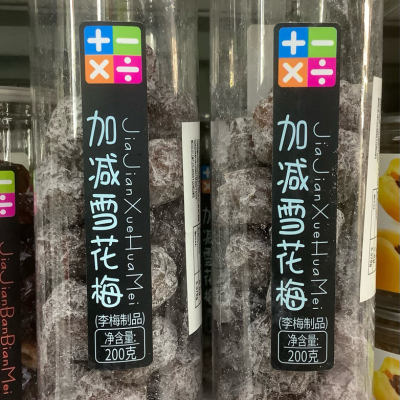 + −
× ÷
加减雪花梅
JiaJianXueHuaMei
(李梅制品)
净含量:
200克
+ −
× ÷
加减雪花梅
JiaJianXueHuaMei
(李梅制品)
净含量:
200克
JiaJianBanBianMei